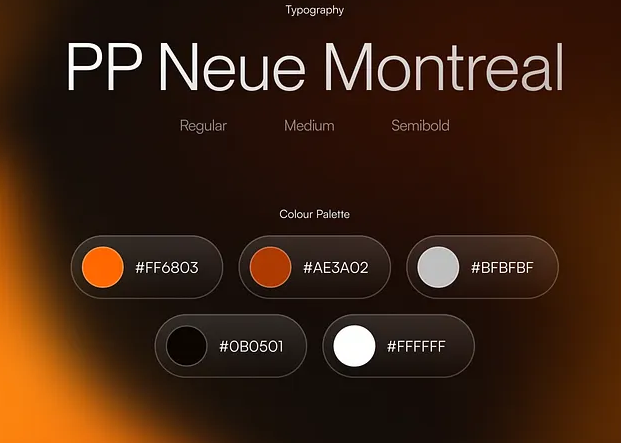 Typography
PP Neue Montreal
Regular Medium Semibold
Colour Palette
#FF6803 #AE3A02 #BFBFBF
#0B0501 #FFFFFF